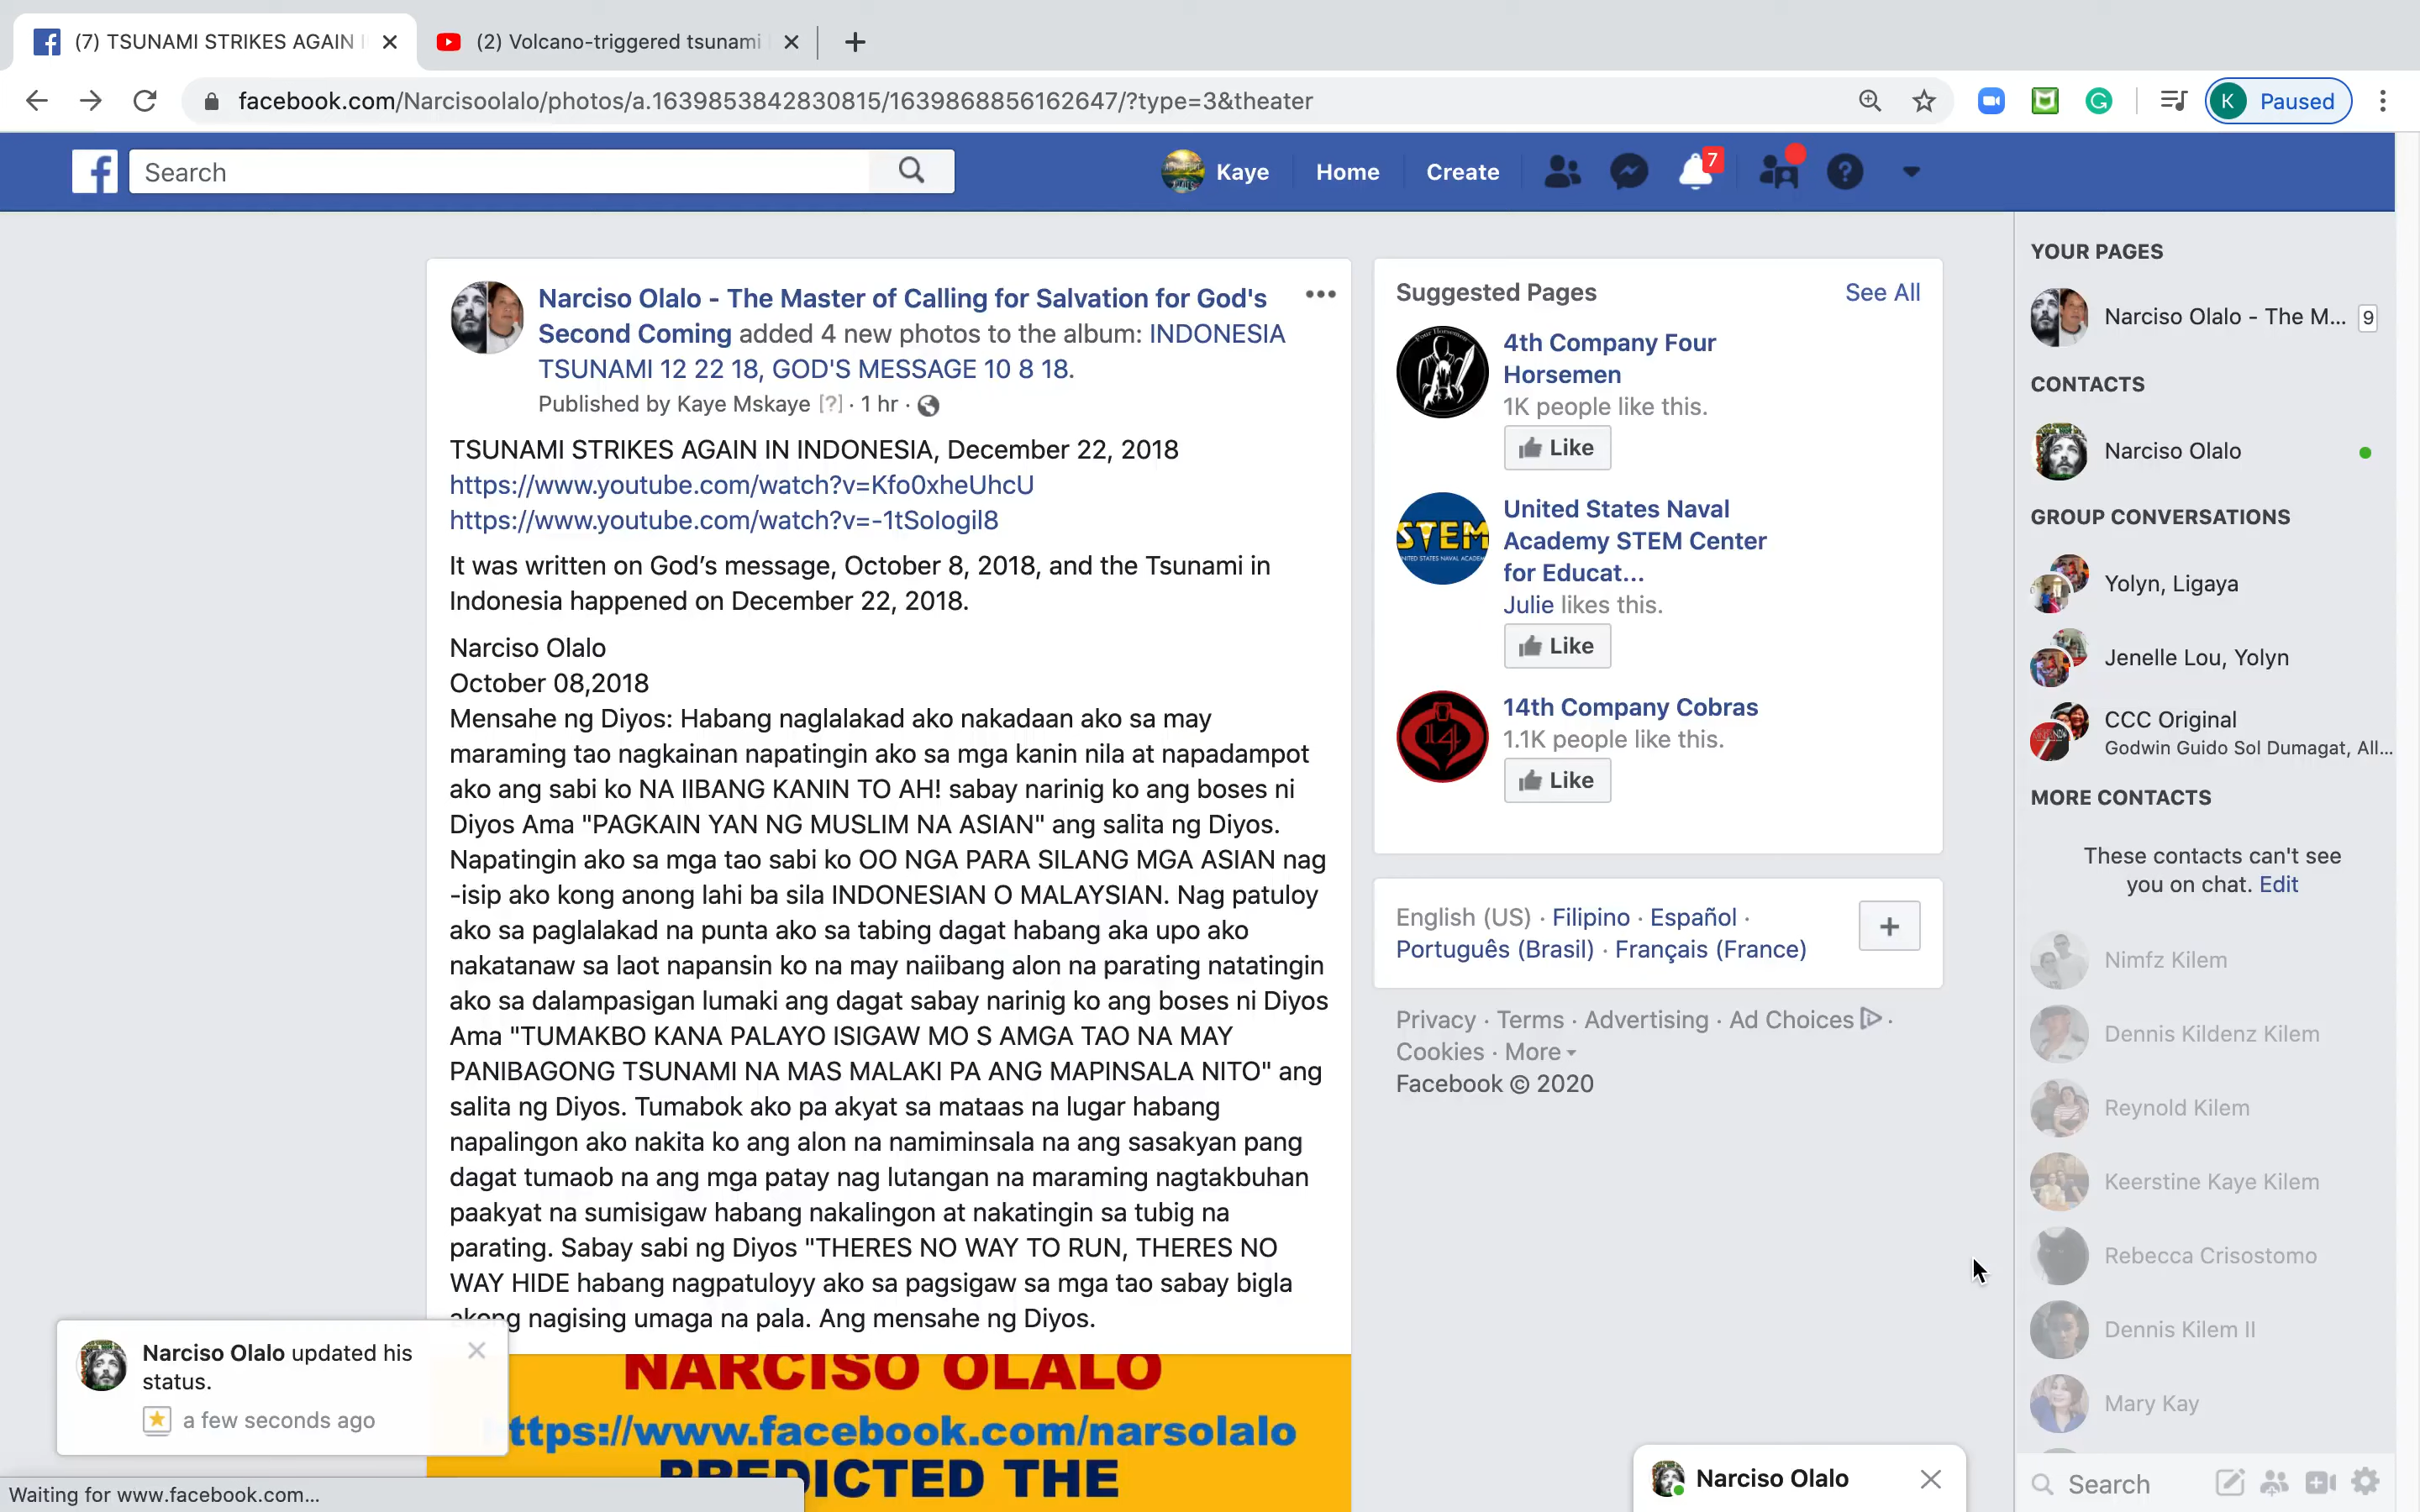 (7) TSUNAMI STRIKES AGAIN
(2) Volcano-triggered tsunami
facebook.com/Narcisoolalo/photos/a.1639853842830815/1639868856162647/?type=3&theater
K Paused
Search
Kaye
Home
Create
7
Narciso Olalo - The Master of Calling for Salvation for God's
Second Coming added 4 new photos to the album: INDONESIA
TSUNAMI 12 22 18, GOD'S MESSAGE 10 8 18.
Published by Kaye Mskaye [?] · 1 hr ·
TSUNAMI STRIKES AGAIN IN INDONESIA, December 22, 2018
https://www.youtube.com/watch?v=Kfo0xheUhcU
https://www.youtube.com/watch?v=-1tSologil8
It was written on God’s message, October 8, 2018, and the Tsunami in
Indonesia happened on December 22, 2018.
Narciso Olalo
October 08,2018
Mensahe ng Diyos: Habang naglalakad ako nakadaan ako sa may
maraming tao nagkainan napatingin ako sa mga kanin nila at napadampot
ako ang sabi ko NA IIBANG KANIN TO AH! sabay narinig ko ang boses ni
Diyos Ama "PAGKAIN YAN NG MUSLIM NA ASIAN" ang salita ng Diyos.
Napatingin ako sa mga tao sabi ko OO NGA PARA SILANG MGA ASIAN nag
-isip ako kong anong lahi ba sila INDONESIAN O MALAYSIAN. Nag patuloy
ako sa paglalakad na punta ako sa tabing dagat habang aka upo ako
nakatanaw sa laot napansin ko na may naiibang alon na parating natatingin
ako sa dalampasigan lumaki ang dagat sabay narinig ko ang boses ni Diyos
Ama "TUMAKBO KANA PALAYO ISIGAW MO S AMGA TAO NA MAY
PANIBAGONG TSUNAMI NA MAS MALAKI PA ANG MAPINSALA NITO" ang
salita ng Diyos. Tumabok ako pa akyat sa mataas na lugar habang
napalingon ako nakita ko ang alon na namiminsala na ang sasakyan pang
dagat tumaob na ang mga patay nag lutangan na maraming nagtakbuhan
paakyat na sumisigaw habang nakalingon at nakatingin sa tubig na
parating. Sabay sabi ng Diyos "THERES NO WAY TO RUN, THERES NO
WAY HIDE habang nagpatuloyy ako sa pagsigaw sa mga tao sabay bigla
akong nagising umaga na pala. Ang mensahe ng Diyos.
NARCISO OLALO
ttps://www.facebook.com/narsolalo
PREDICTED THE
Narciso Olalo updated his
status.
a few seconds ago
Waiting for www.facebook.com...
Suggested Pages
See All
4th Company Four
Horsemen
1K people like this.
Like
STEM
UNITED STATES NAVAL ACADEMY
United States Naval
Academy STEM Center
for Educat...
Julie likes this.
Like
14
14th Company Cobras
1.1K people like this.
Like
English (US) · Filipino · Español ·
Português (Brasil) · Français (France)
Privacy · Terms · Advertising · Ad Choices ·
Cookies · More
Facebook © 2020
YOUR PAGES
Narciso Olalo - The M... 9
CONTACTS
Narciso Olalo
GROUP CONVERSATIONS
Yolyn, Ligaya
Jenelle Lou, Yolyn
CCC Original
Godwin Guido Sol Dumagat, All...
MORE CONTACTS
These contacts can't see
you on chat. Edit
Nimfz Kilem
Dennis Kildenz Kilem
Reynold Kilem
Keerstine Kaye Kilem
Rebecca Crisostomo
Dennis Kilem II
Mary Kay
Search
Narciso Olalo